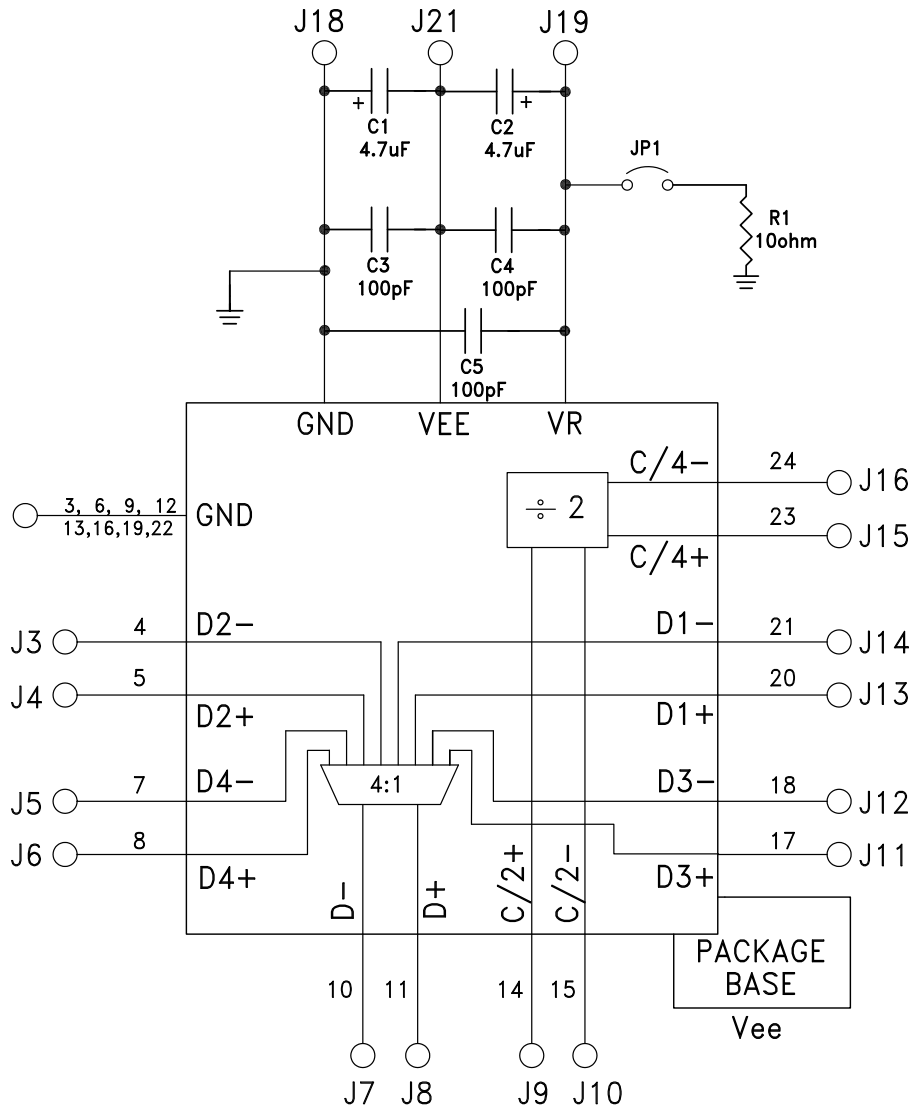 J18 J21 J19
+ +
C1 C2
4.7uF 4.7uF
JP1
R1
10ohm
C3 C4
100pF 100pF
C5
100pF
GND VEE VR
C/4- 24 J16
3, 6, 9, 12 GND
13,16,19,22
÷ 2
23 J15
C/4+
J3 4 D2- D1- 21 J14
J4 5 20 J13
D2+ D1+
J5 7 D4- 4:1 D3- 18 J12
J6 8 17 J11
D4+ D3+
D- D+ C/2+ C/2-
PACKAGE
BASE
10 11 14 15
Vee
J7 J8 J9 J10